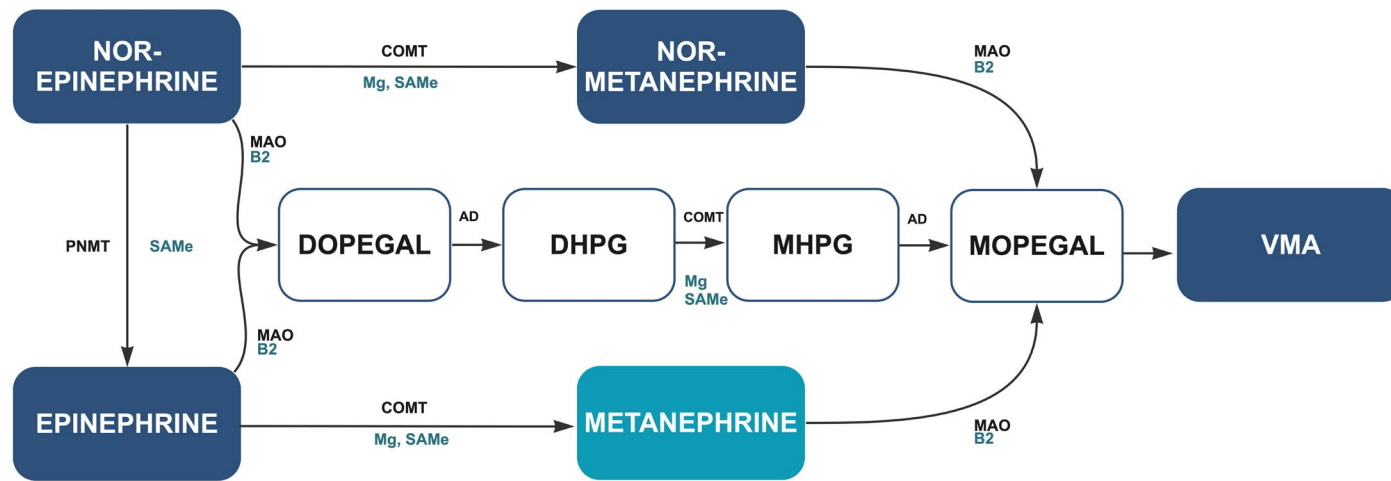 NOR-
EPINEPHRINE
COMT
Mg, SAMe
NOR-
METANEPHRINE
MAO
B2
MAO
B2
PNMT
SAMe
DOPEGAL
AD
DHPG
COMT
Mg
SAMe
MHPG
AD
MOPEGAL
VMA
MAO
B2
EPINEPHRINE
COMT
Mg, SAMe
METANEPHRINE
MAO
B2